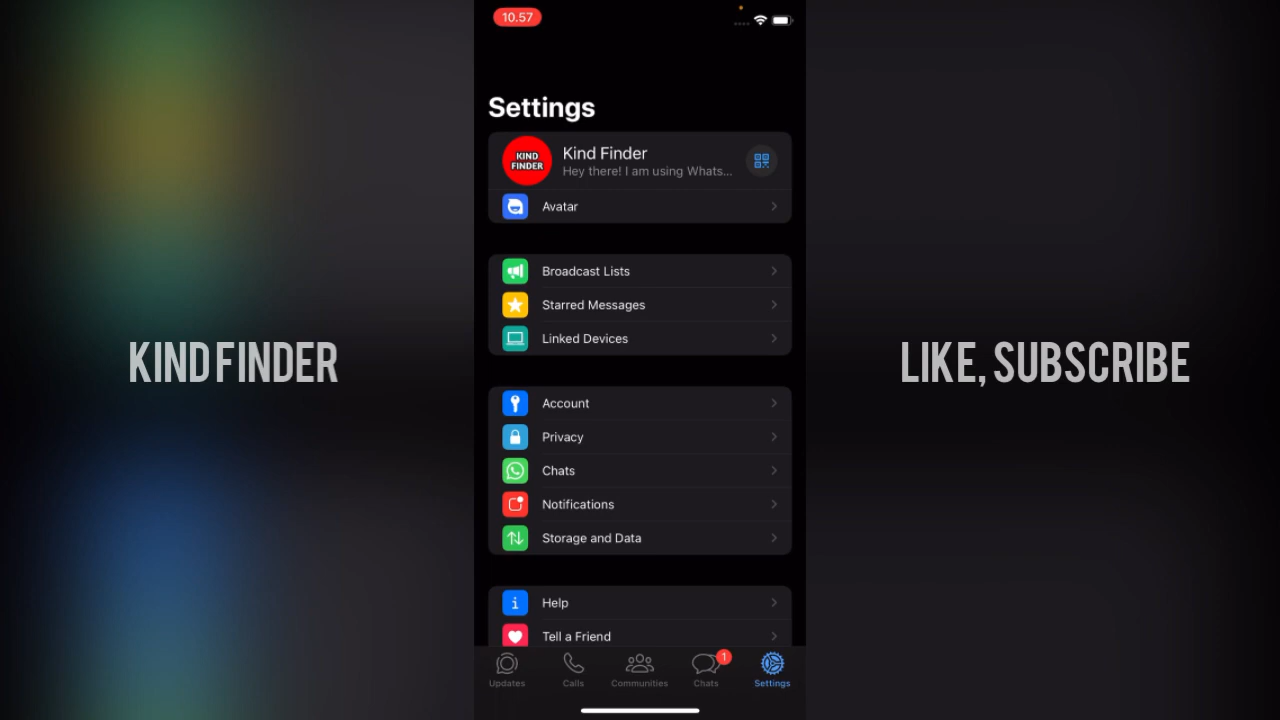 10.57
Settings
KIND
FINDER
Kind Finder
Hey there! I am using Whats...
Avatar
Broadcast Lists
Starred Messages
Linked Devices
KIND FINDER
LIKE, SUBSCRIBE
Account
Privacy
Chats
Notifications
Storage and Data
Help
Tell a Friend
1
Updates
Calls
Communities
Chats
Settings